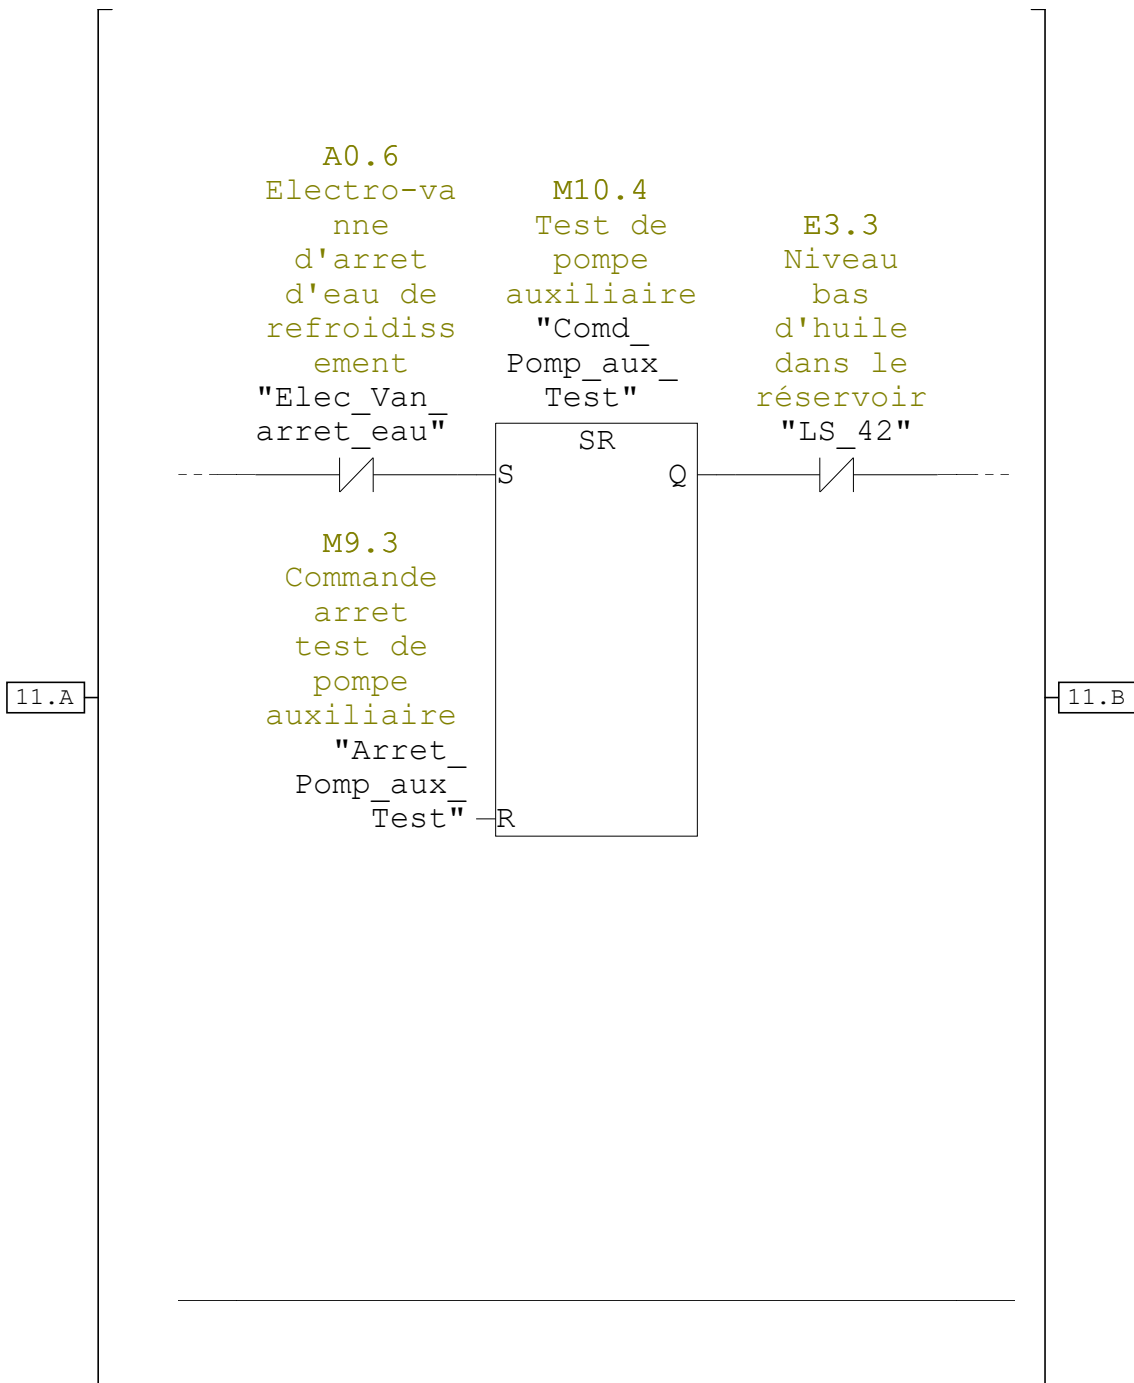 A0.6
Electro-va
nne
d'arret
d'eau de
refroidiss
ement
"Elec_Van_
arret_eau"
M10.4
Test de
pompe
auxiliaire
"Comd_
Pomp_aux_
Test"
E3.3
Niveau
bas
d'huile
dans le
réservoir
"LS_42"
SR
S
Q
M9.3
Commande
arret
test de
pompe
auxiliaire
"Arret_
Pomp_aux_
Test"
R
11.A
11.B